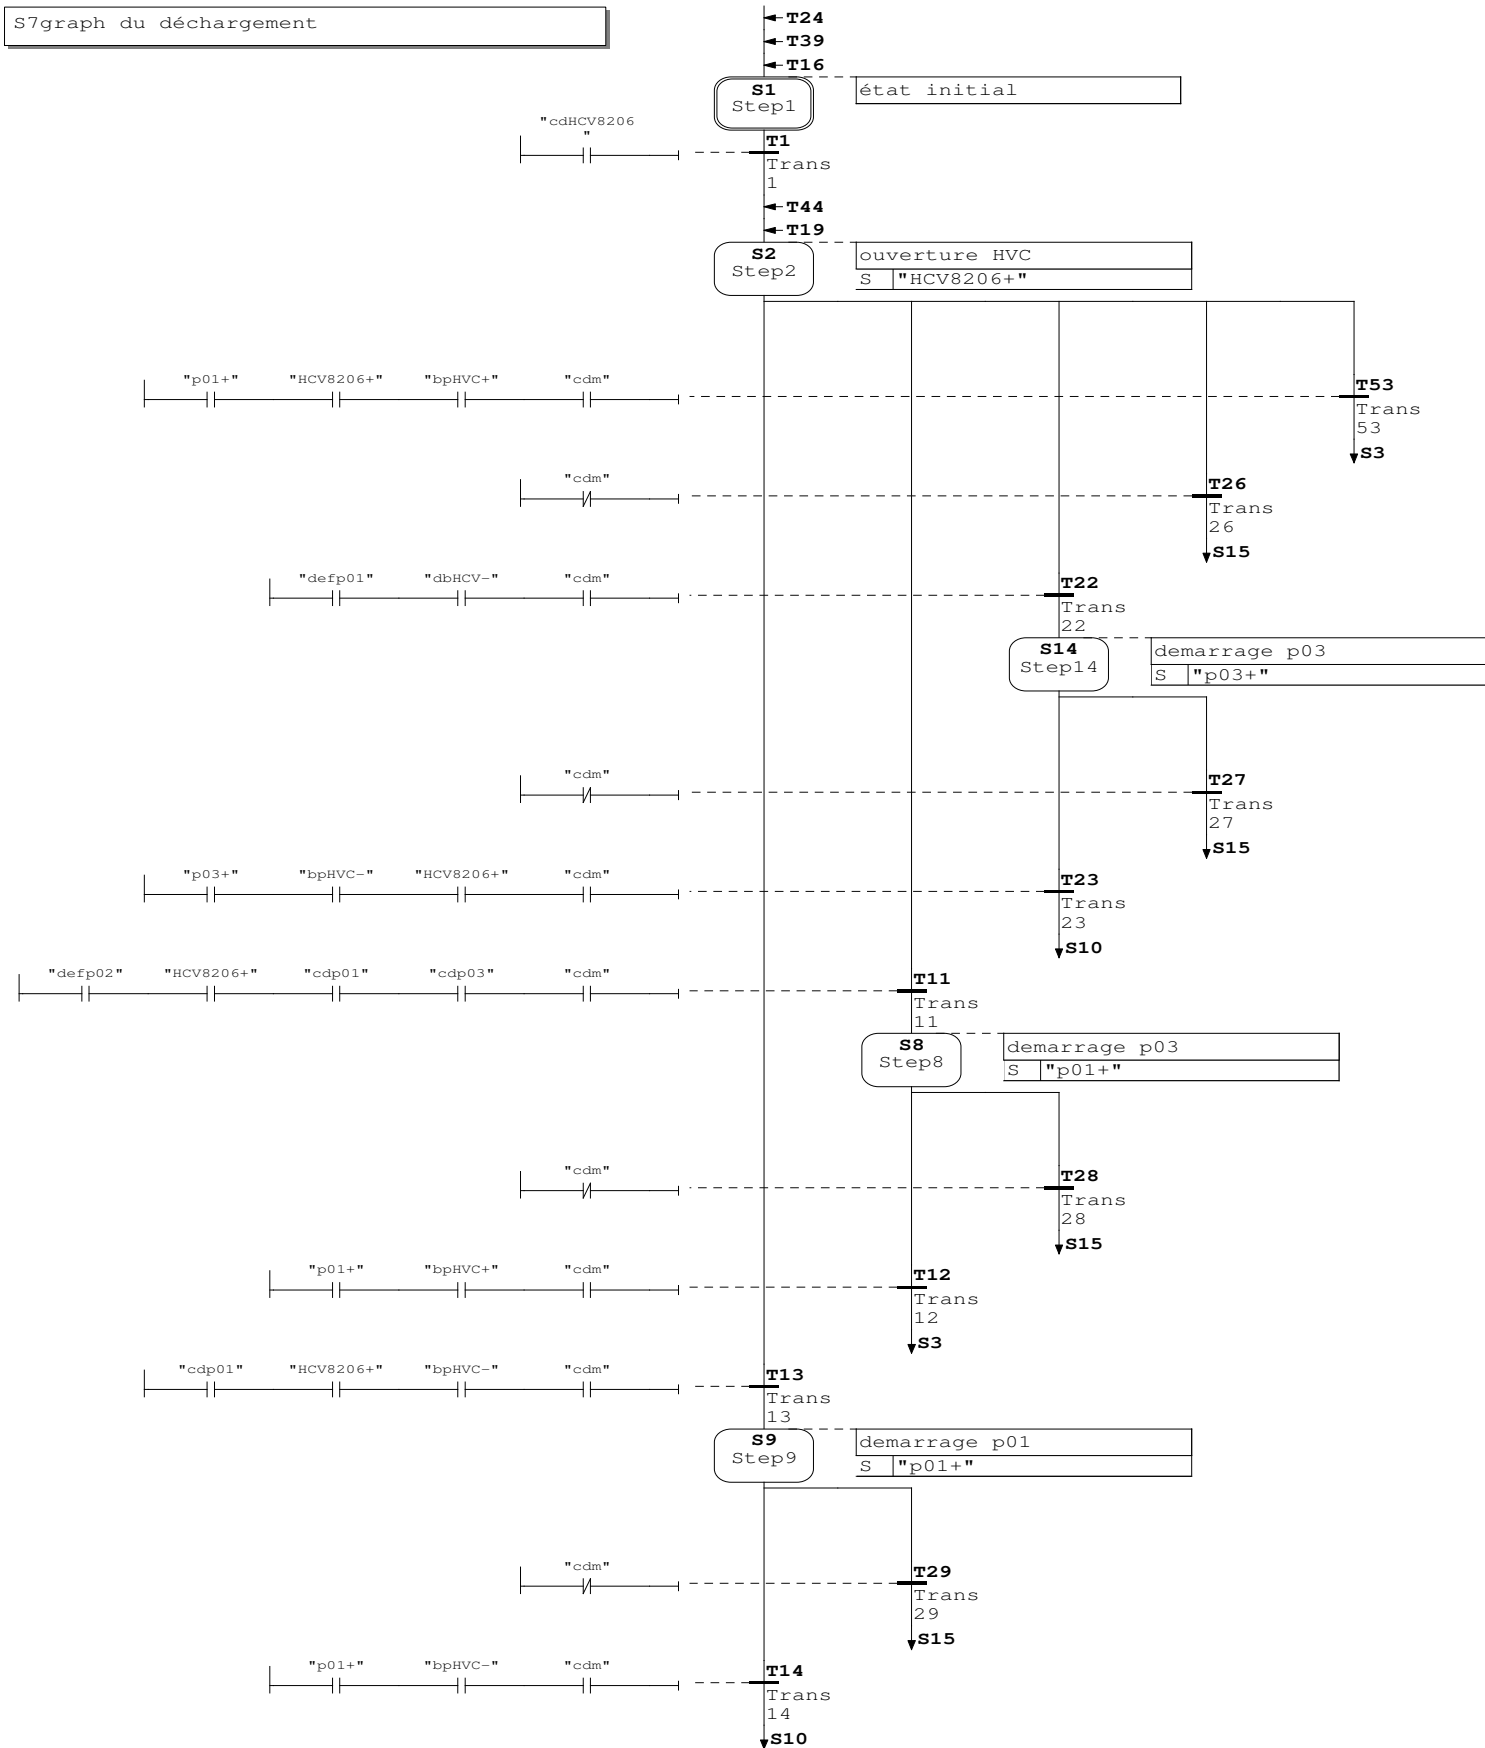 S7graph du déchargement
T24
T39
T16
S1
Step1
état initial
"cdHCV8206
"
T1
Trans
1
T44
T19
S2
Step2
ouverture HVC
S "HCV8206+"
"p01+" "HCV8206+" "bpHVC+" "cdm"
T53
Trans
53
S3
"cdm"
T26
Trans
26
S15
"defp01" "dbHCV-" "cdm"
T22
Trans
22
S14
Step14
demarrage p03
S "p03+"
"cdm"
T27
Trans
27
S15
"p03+" "bpHVC-" "HCV8206+" "cdm"
T23
Trans
23
S10
"defp02" "HCV8206+" "cdp01" "cdp03" "cdm"
T11
Trans
11
S8
Step8
demarrage p03
S "p01+"
"cdm"
T28
Trans
28
S15
"p01+" "bpHVC+" "cdm"
T12
Trans
12
S3
"cdp01" "HCV8206+" "bpHVC-" "cdm"
T13
Trans
13
S9
Step9
demarrage p01
S "p01+"
"cdm"
T29
Trans
29
S15
"p01+" "bpHVC-" "cdm"
T14
Trans
14
S10